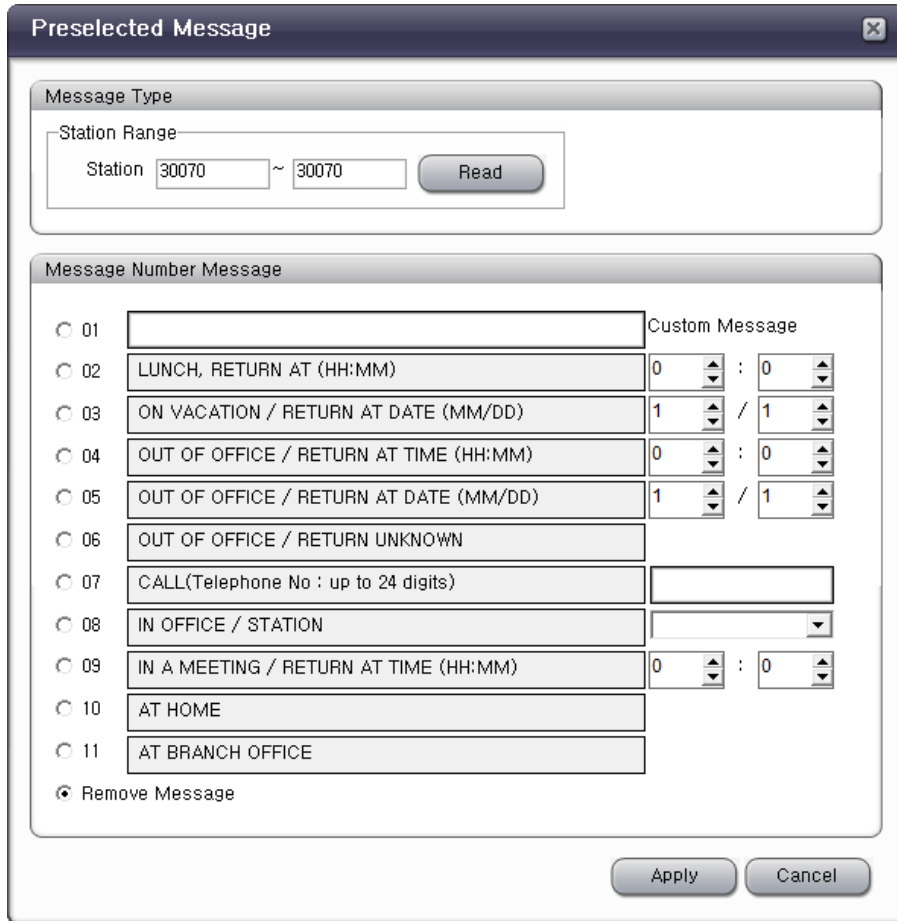 Preselected Message
Message Type
Station Range
Station 30070 ~ 30070 Read
Message Number Message
01 Custom Message
02 LUNCH, RETURN AT (HH:MM) 0 : 0
03 ON VACATION / RETURN AT DATE (MM/DD) 1 / 1
04 OUT OF OFFICE / RETURN AT TIME (HH:MM) 0 : 0
05 OUT OF OFFICE / RETURN AT DATE (MM/DD) 1 / 1
06 OUT OF OFFICE / RETURN UNKNOWN
07 CALL(Telephone No : up to 24 digits)
08 IN OFFICE / STATION
09 IN A MEETING / RETURN AT TIME (HH:MM) 0 : 0
10 AT HOME
11 AT BRANCH OFFICE
Remove Message
Apply Cancel